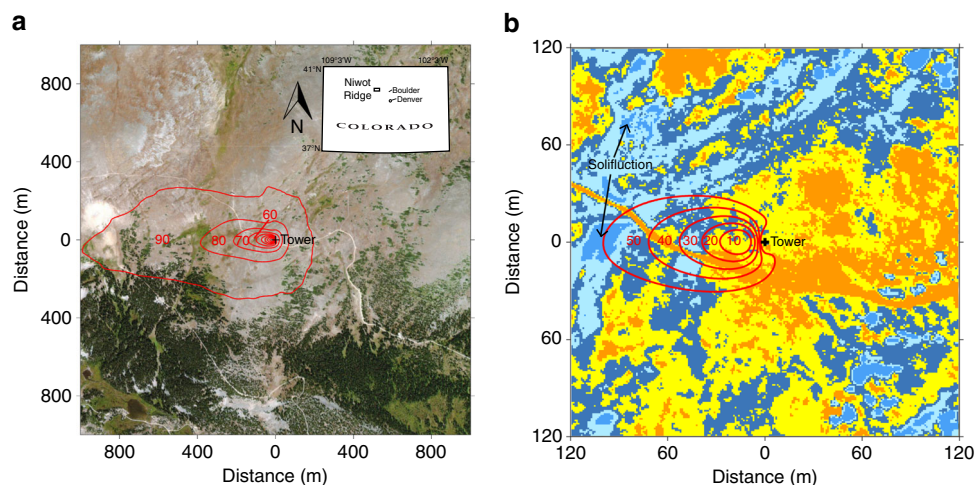 a
109°3'W 102°3'W
41°N
Niwot
Ridge
Boulder
Denver
N
COLORADO
37°N
800
400
0
400
800
Distance (m)
60
90
80
70
Tower
800 400 0 400 800
Distance (m)
b
120
60
0
60
120
Distance (m)
Solifluction
50 40 30 20 10
Tower
120 60 0 60 120
Distance (m)